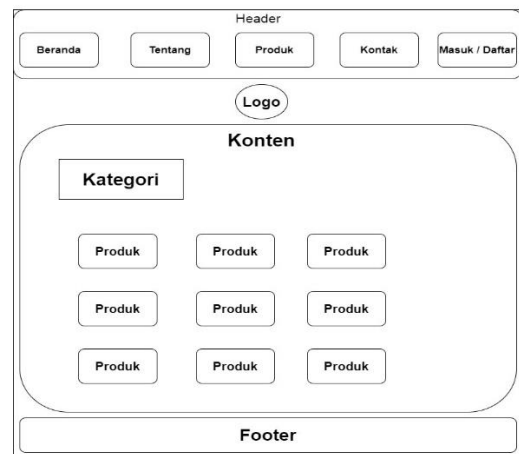 Header
Beranda Tentang Produk Kontak Masuk / Daftar
Logo
Konten
Kategori
Produk Produk Produk
Produk Produk Produk
Produk Produk Produk
Footer